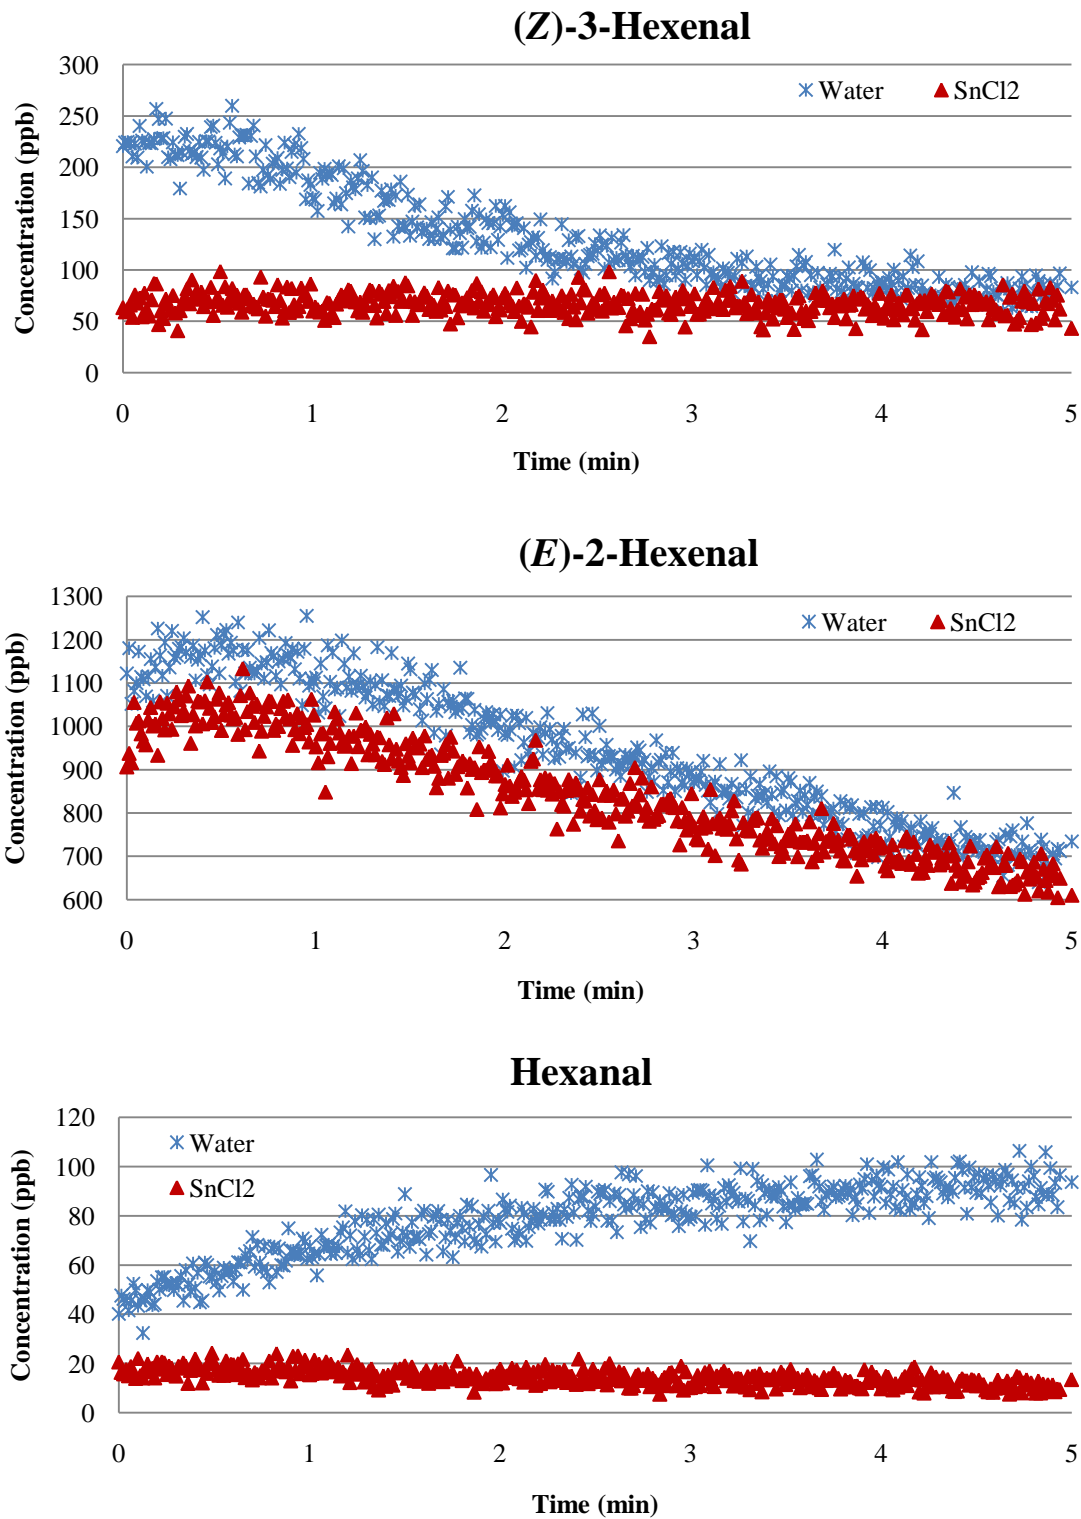 (Z)-3-Hexenal
300
Water SnCl2
250
200
150
100
50
0
0 1 2 3 4 5
Concentration (ppb)
Time (min)
(E)-2-Hexenal
1300
Water SnCl2
1200
1100
1000
900
800
700
600
0 1 2 3 4 5
Concentration (ppb)
Time (min)
Hexanal
120
Water
100
SnCl2
80
60
40
20
0
0 1 2 3 4 5
Concentration (ppb)
Time (min)